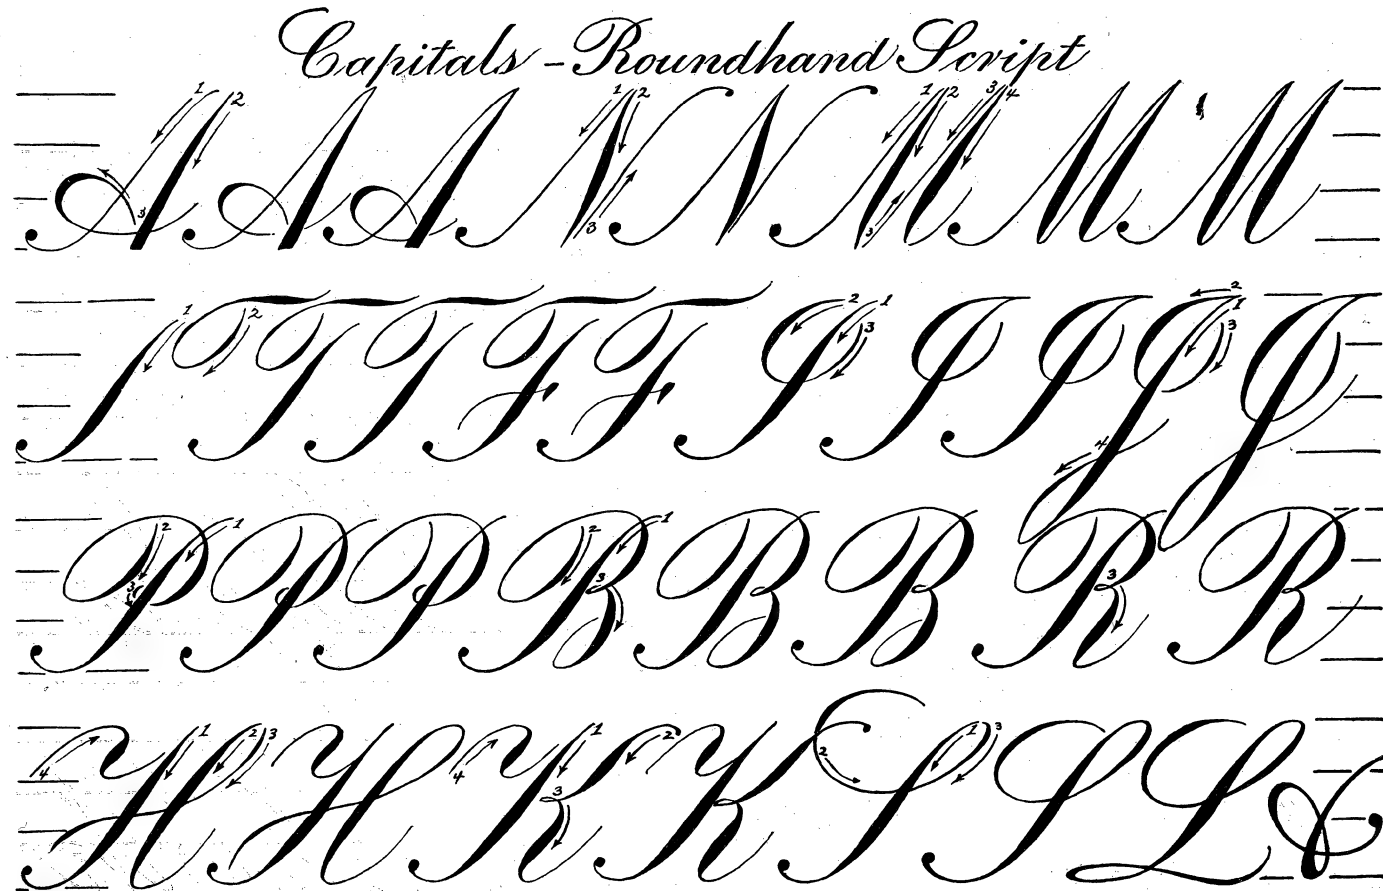 Capitals – Roundhand Script
A A A N N M M M
T T F F I I I J J
P P P B B B R R
H H K K S S L